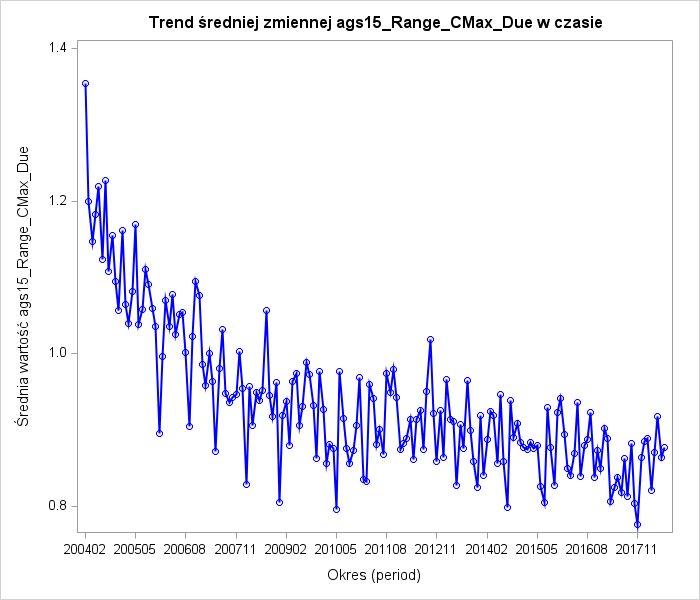 Trend średniej zmiennej ags15_Range_CMax_Due w czasie
1.4
1.2
1.0
0.8
Średnia wartość ags15_Range_CMax_Due
200402 200505 200608 200711 200902 201005 201108 201211 201402 201505 201608 201711
Okres (period)